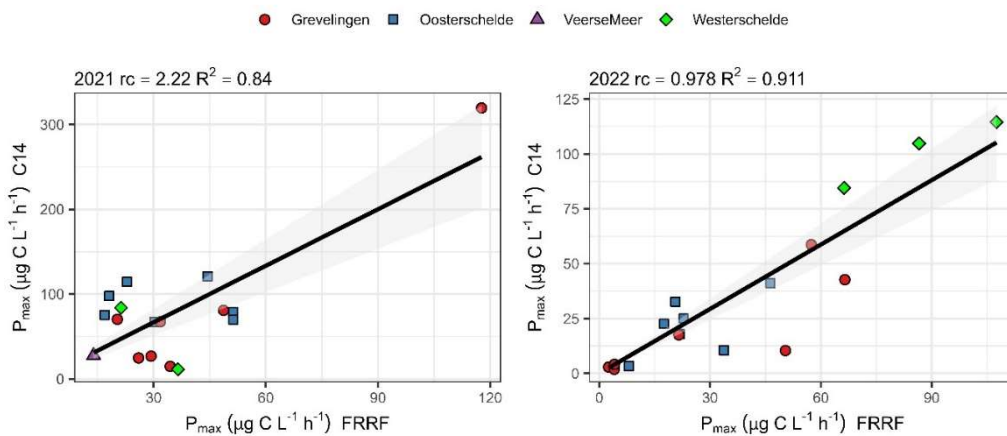 Grevelingen Oosterschelde VeerseMeer Westerschelde
2021 rc = 2.22 R² = 0.84
300
200
100
0
30 60 90 120
Pmax (µg C L⁻¹ h⁻¹) C14
Pmax (µg C L⁻¹ h⁻¹) FRRF
2022 rc = 0.978 R² = 0.911
125
100
75
50
25
0
0 30 60 90
Pmax (µg C L⁻¹ h⁻¹) C14
Pmax (µg C L⁻¹ h⁻¹) FRRF